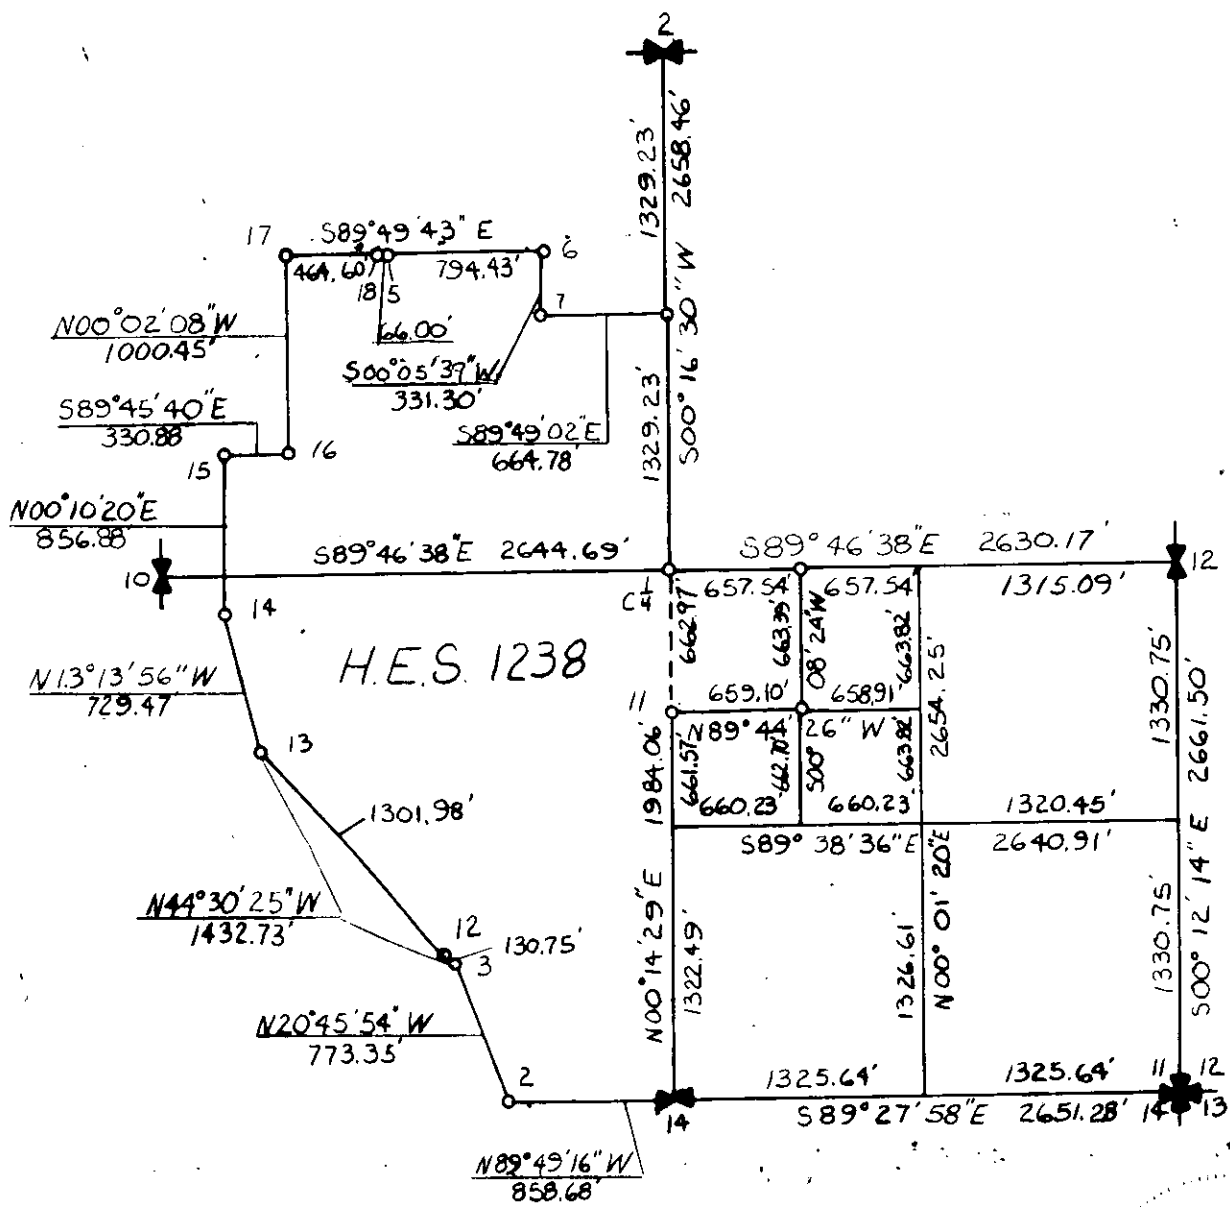 2
1329.23'
2658.46'
S00° 16' 30" W
1329.23'
17
S89° 49' 43" E
6
464.60'
794.43'
18 5
7
66.00'
N00° 02' 08" W
1000.45'
S00° 05' 39" W
331.30'
S89° 45' 40" E
330.88
S89° 49' 02" E
664.78'
15
16
N00° 10' 20" E
856.88'
10
S89° 46' 38" E 2644.69'
S89° 46' 38" E 2630.17'
12
C 1/4
657.54'
657.54'
1315.09'
14
H.E.S. 1238
662.97'
663.39'
S00° 08' 24" W
663.82'
2654.25'
1330.75'
2661.50'
N13° 13' 56" W
729.47
11
659.10'
658.91'
N89° 44' 26" W
13
1984.06'
661.57'
663.82'
660.23'
660.23'
1320.45'
1301.98'
S89° 38' 36" E
2640.91'
N44° 30' 25" W
1432.73'
12
130.75'
3
N00° 14' 29" E
1322.49'
1326.61
N00° 01' 20" E
1330.75'
S00° 12' 14" E
N20° 45' 54" W
773.35'
2
1325.64'
1325.64'
11 12
14
S89° 27' 58" E 2651.28'
14 13
N89° 49' 16" W
858.68'